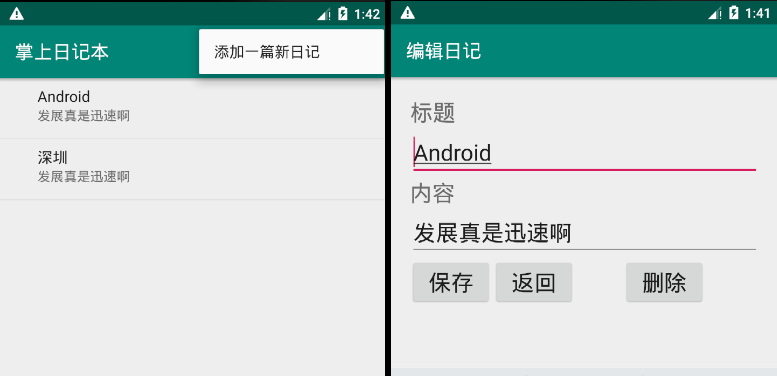 1:42
掌上日记本
添加一篇新日记
Android
发展真是迅速啊
深圳
发展真是迅速啊
1:41
编辑日记
标题
Android
内容
发展真是迅速啊
保存 返回 删除